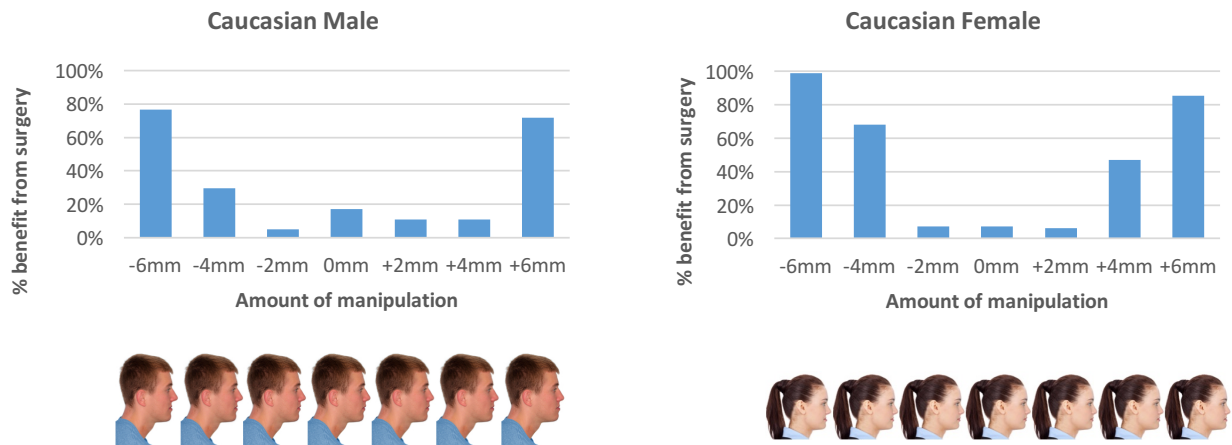 Caucasian Male
% benefit from surgery
100%
80%
60%
40%
20%
0%
-6mm -4mm -2mm 0mm +2mm +4mm +6mm
Amount of manipulation
Caucasian Female
% benefit from surgery
100%
80%
60%
40%
20%
0%
-6mm -4mm -2mm 0mm +2mm +4mm +6mm
Amount of manipulation